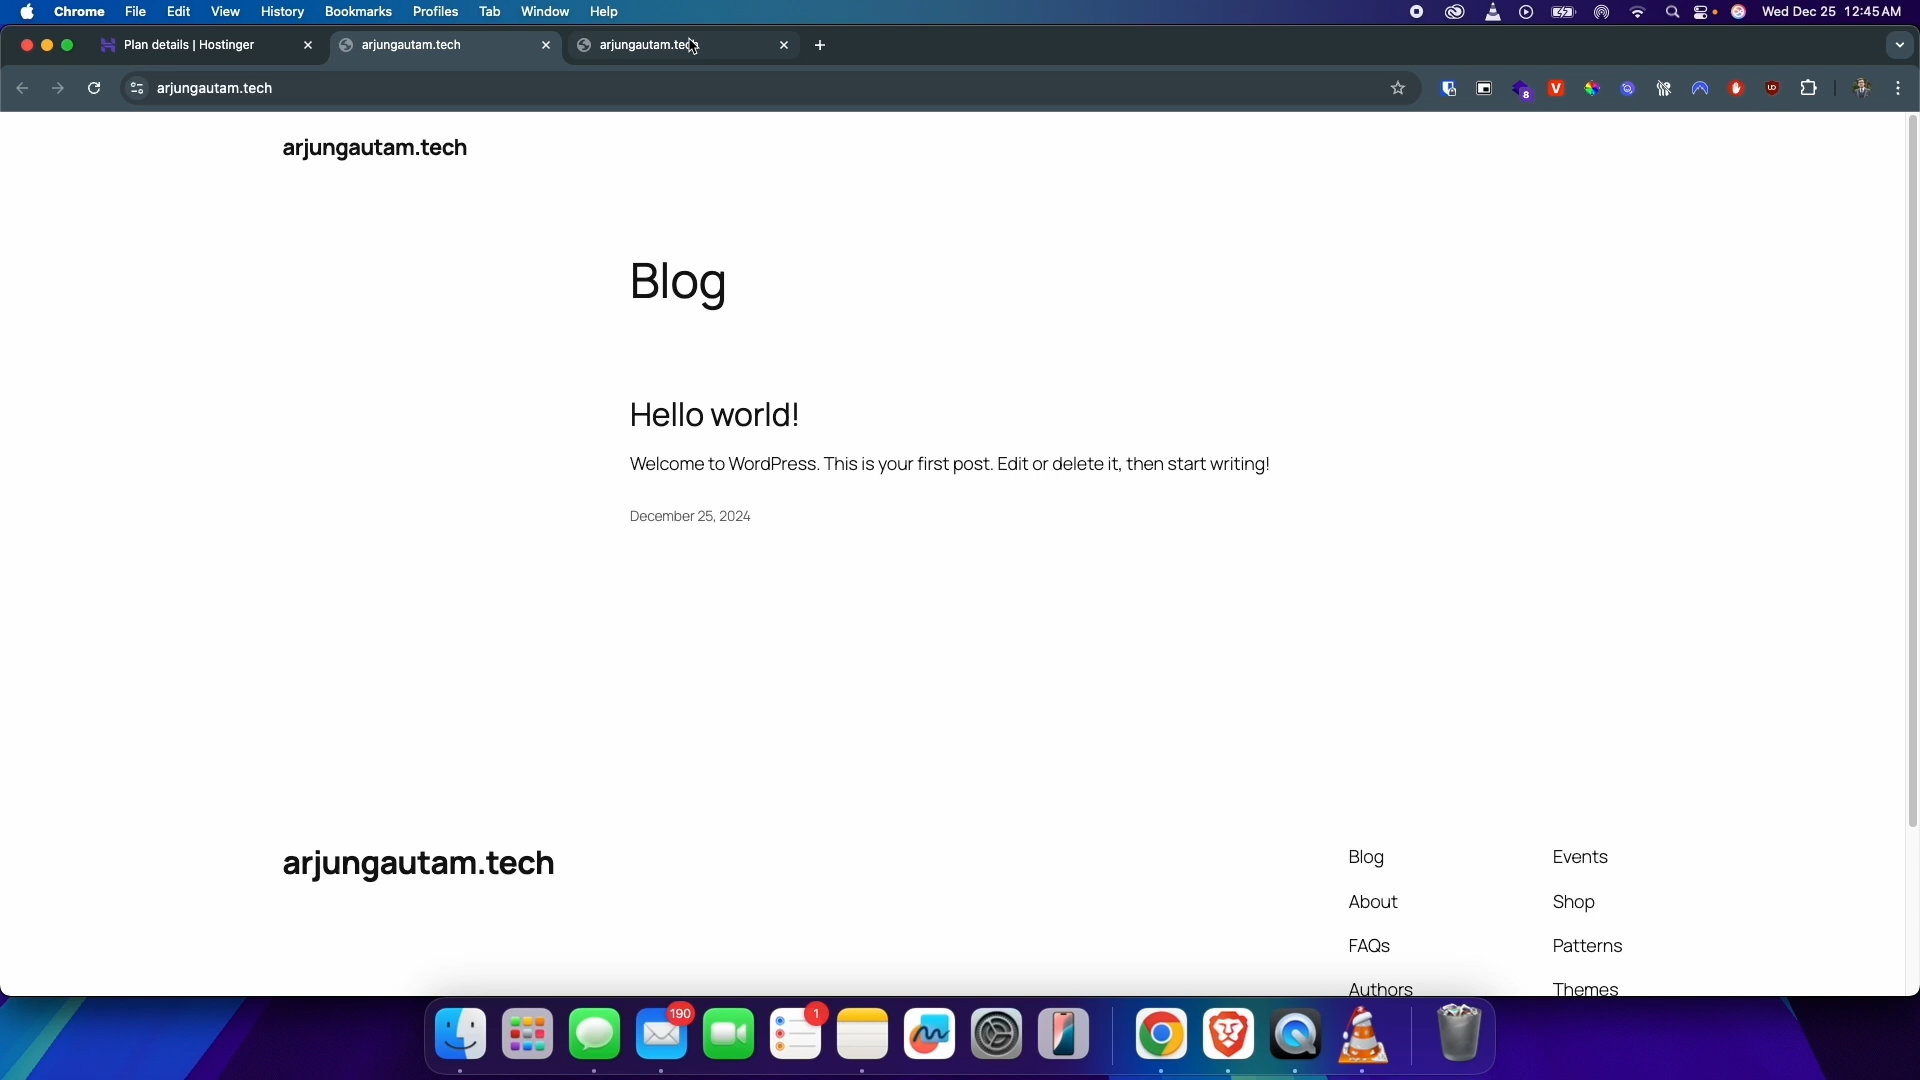 Chrome File Edit View History Bookmarks Profiles Tab Window Help Wed Dec 25 12:45 AM
Plan details | Hostinger arjungautam.tech arjungautam.tech
arjungautam.tech
8
arjungautam.tech
Blog
Hello world!
Welcome to WordPress. This is your first post. Edit or delete it, then start writing!
December 25, 2024
arjungautam.tech
Blog Events
About Shop
FAQs Patterns
Authors Themes
190 1